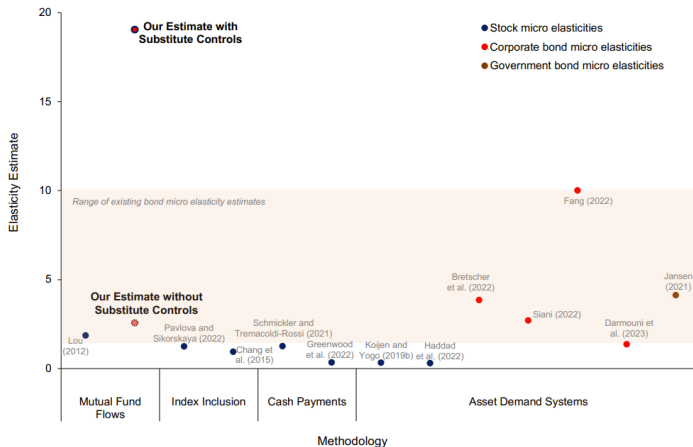 20
15
10
5
0
Elasticity Estimate
Our Estimate with
Substitute Controls
Stock micro elasticities
Corporate bond micro elasticities
Government bond micro elasticities
Range of existing bond micro elasticity estimates
Fang (2022)
Bretscher
et al. (2022)
Jansen
(2021)
Our Estimate without
Substitute Controls
Siani (2022)
Lou
(2012)
Pavlova and
Sikorskaya (2022)
Chang et
al. (2015)
Schmickler and
Tremacoldi-Rossi (2021)
Greenwood
et al. (2022)
Koijen and
Yogo (2019b)
Haddad
et al. (2022)
Darmouni et
al. (2023)
Mutual Fund
Flows
Index Inclusion
Cash Payments
Asset Demand Systems
Methodology